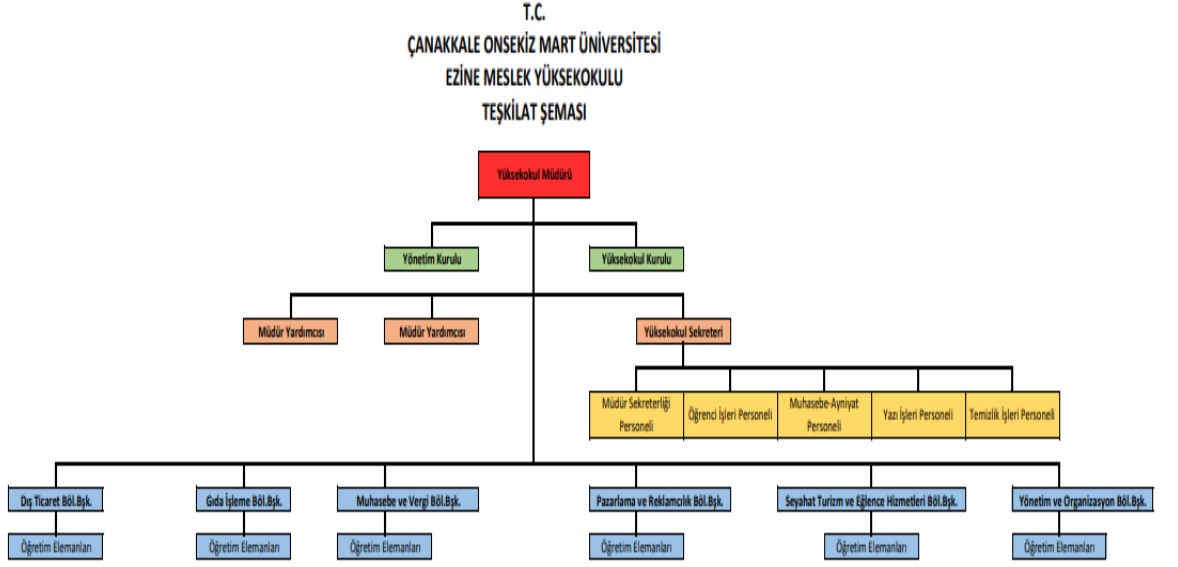 T.C.
ÇANAKKALE ONSEKİZ MART ÜNİVERSİTESİ
EZİNE MESLEK YÜKSEKOKULU
TEŞKİLAT ŞEMASI
Yüksekokul Müdürü
Yönetim Kurulu
Yüksekokul Kurulu
Müdür Yardımcısı
Müdür Yardımcısı
Yüksekokul Sekreteri
Müdür Sekreterliği
Personeli
Öğrenci İşleri Personeli
Muhasebe-Ayniyat
Personeli
Yazı İşleri Personeli
Temizlik İşleri Personeli
Dış Ticaret Böl.Bşk.
Gıda İşleme Böl.Bşk.
Muhasebe ve Vergi Böl.Bşk.
Pazarlama ve Reklamcılık Böl.Bşk.
Seyahat Turizm ve Eğlence Hizmetleri Böl.Bşk.
Yönetim ve Organizasyon Böl.Bşk.
Öğretim Elemanları
Öğretim Elemanları
Öğretim Elemanları
Öğretim Elemanları
Öğretim Elemanları
Öğretim Elemanları